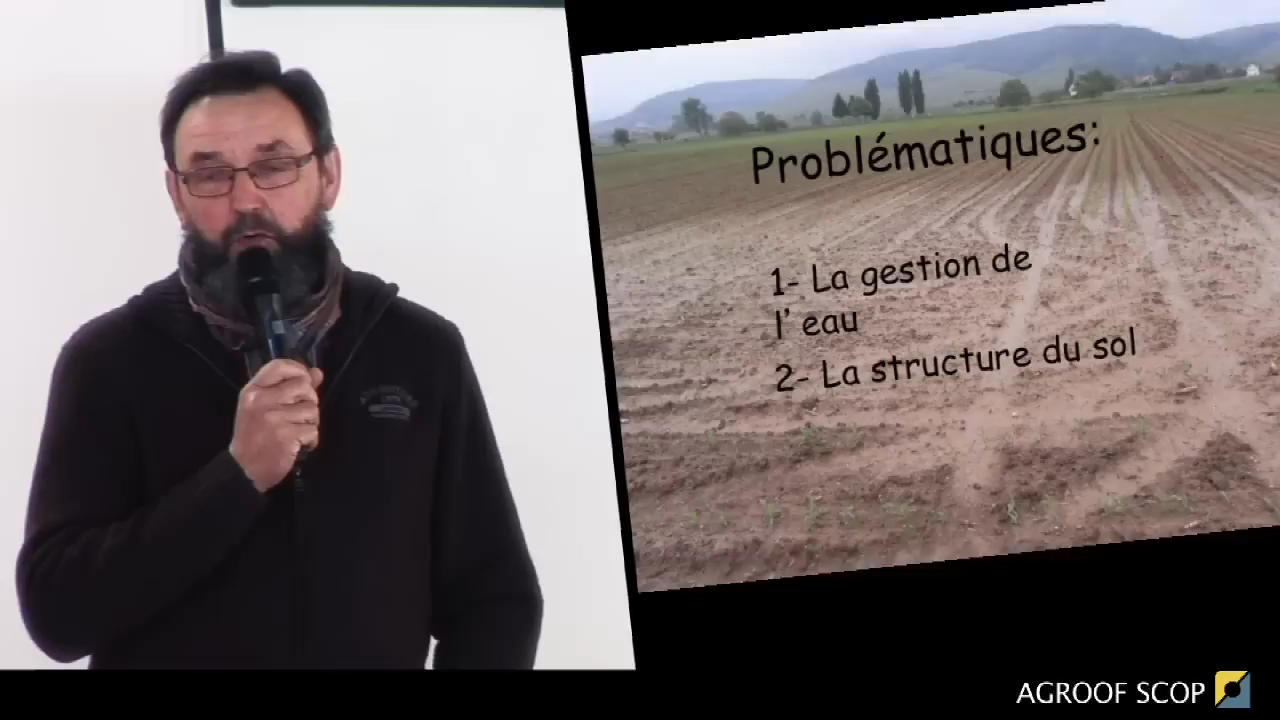 Problématiques:
1- La gestion de
l' eau
2- La structure du sol
AGROOF SCOP